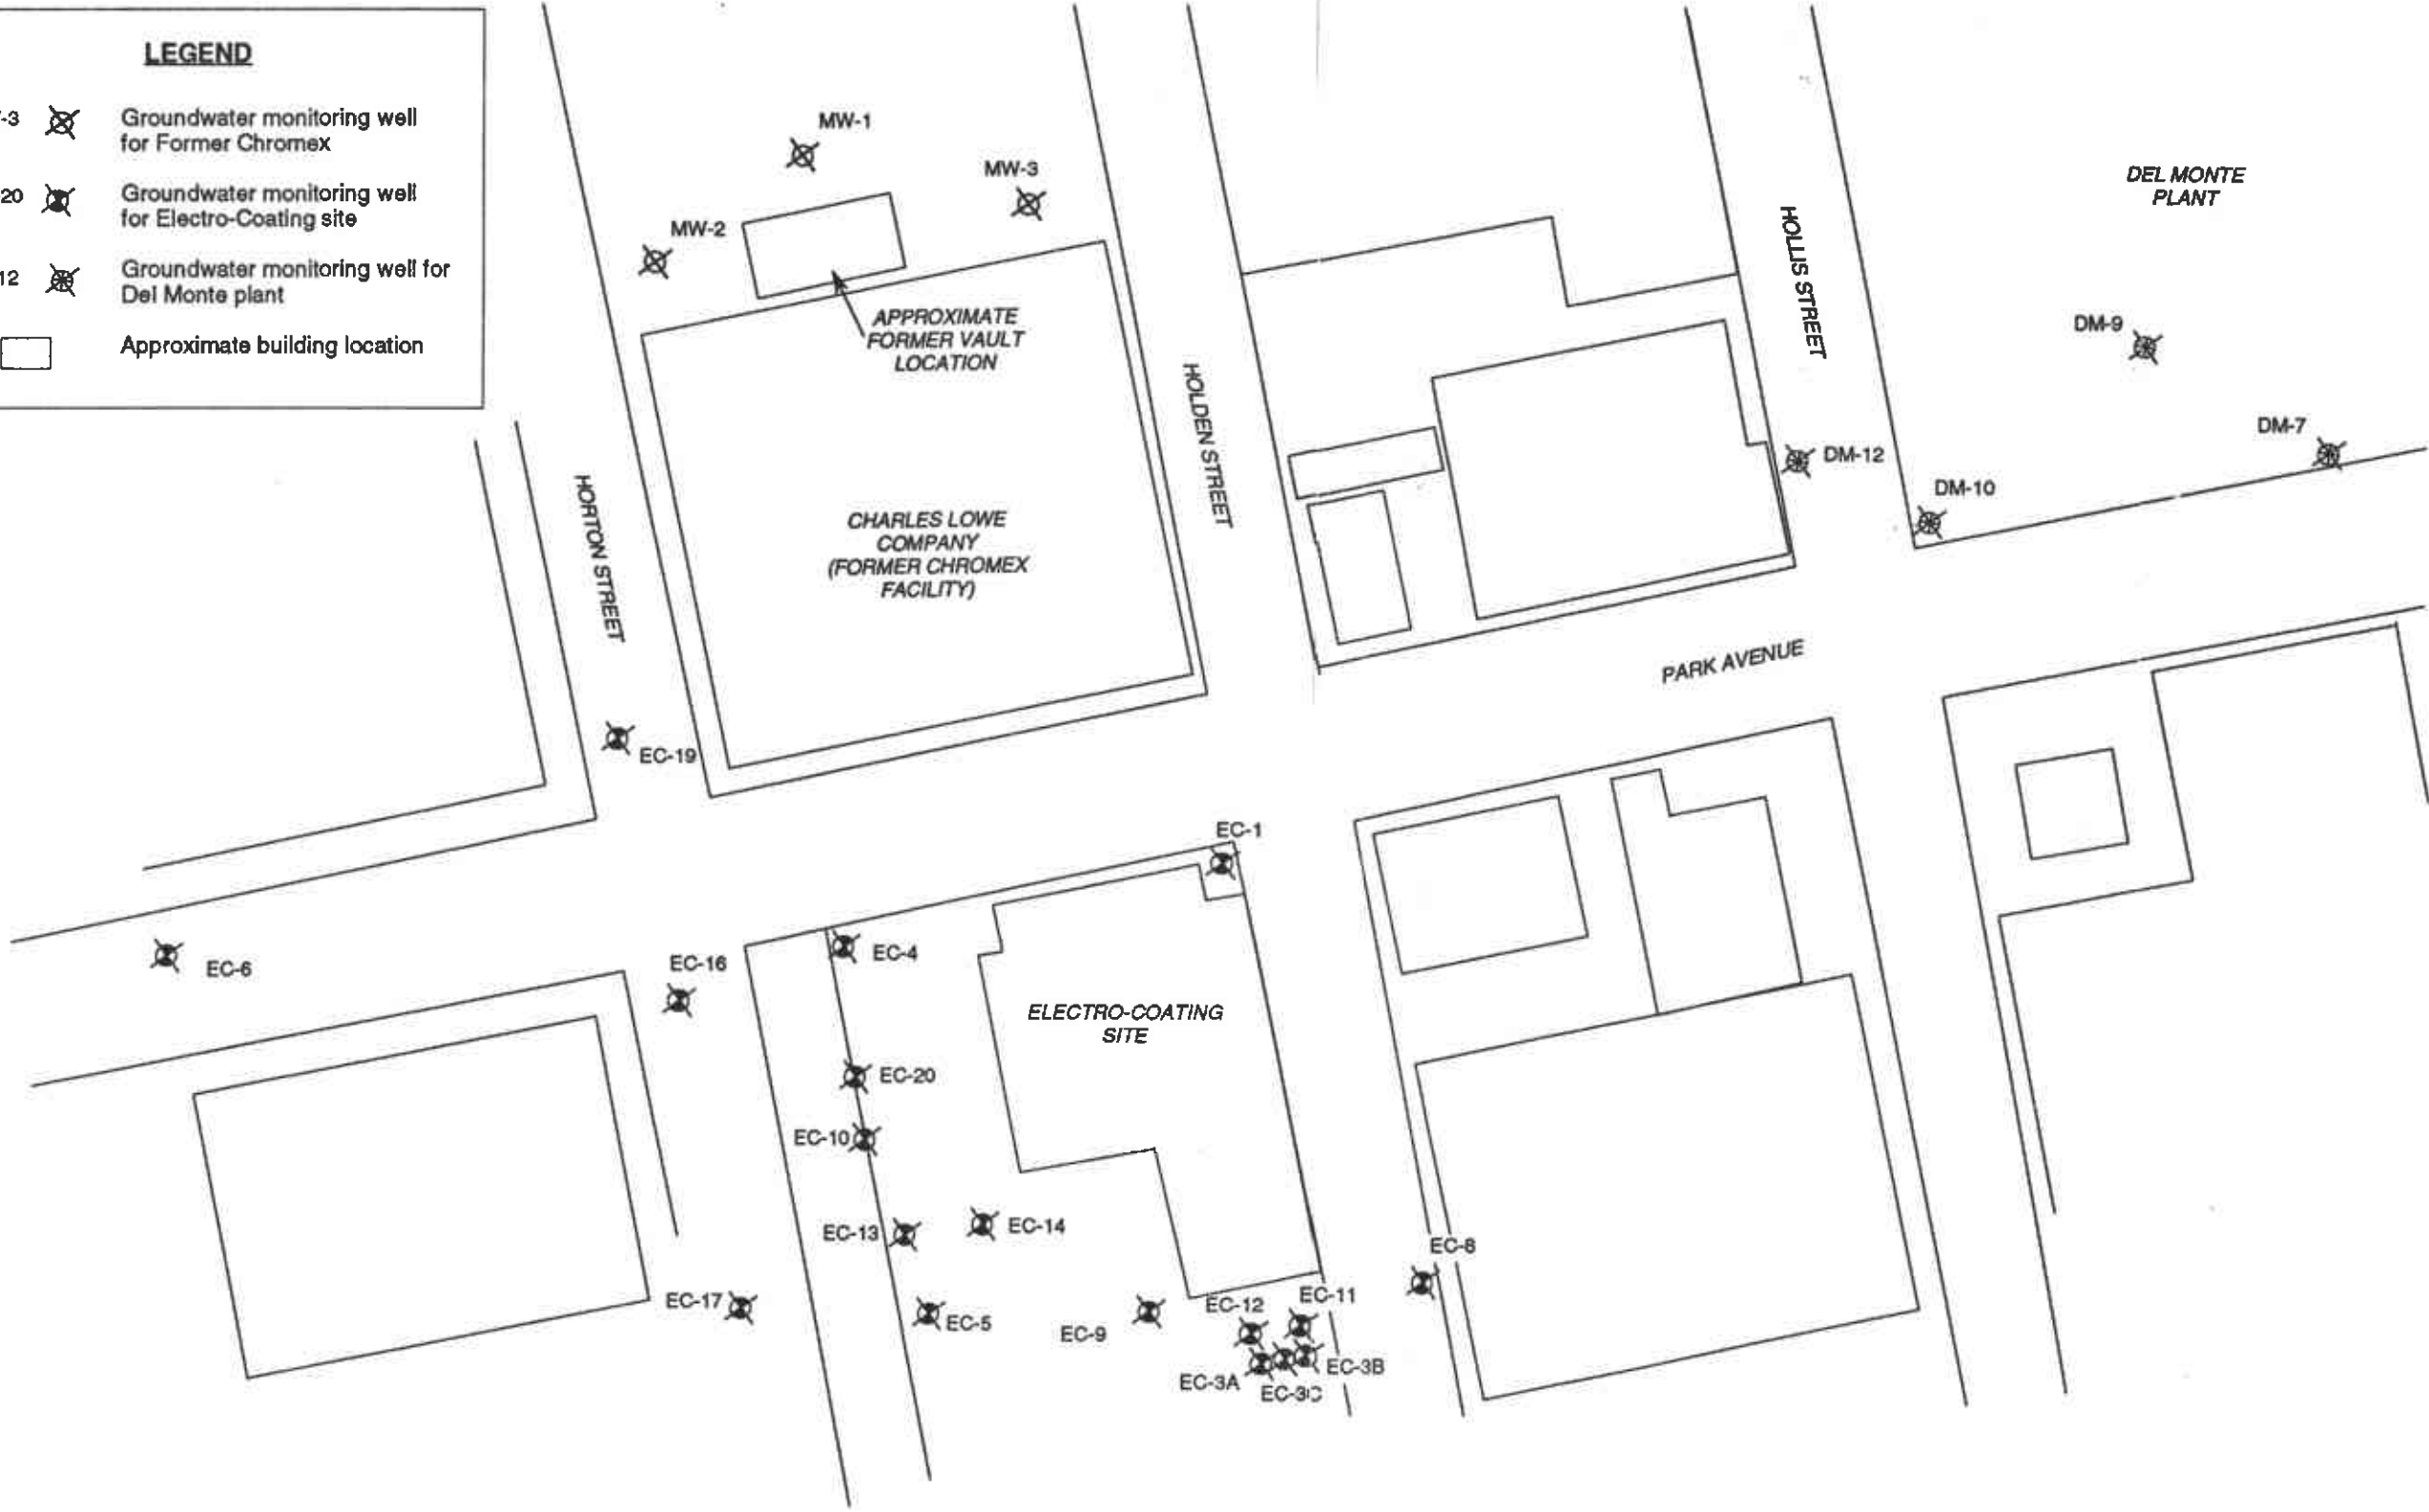 LEGEND
-3
Groundwater monitoring well
for Former Chromex
20
Groundwater monitoring well
for Electro-Coating site
12
Groundwater monitoring well for
Del Monte plant
Approximate building location
MW-1
MW-3
MW-2
APPROXIMATE
FORMER VAULT
LOCATION
DEL MONTE
PLANT
HOLLIS STREET
DM-9
DM-7
DM-12
DM-10
HOLDEN STREET
HORTON STREET
CHARLES LOWE
COMPANY
(FORMER CHROMEX
FACILITY)
PARK AVENUE
EC-19
EC-1
EC-6
EC-16
EC-4
ELECTRO-COATING
SITE
EC-20
EC-10
EC-13
EC-14
EC-8
EC-17
EC-5
EC-9
EC-12
EC-11
EC-3A
EC-3C
EC-3B